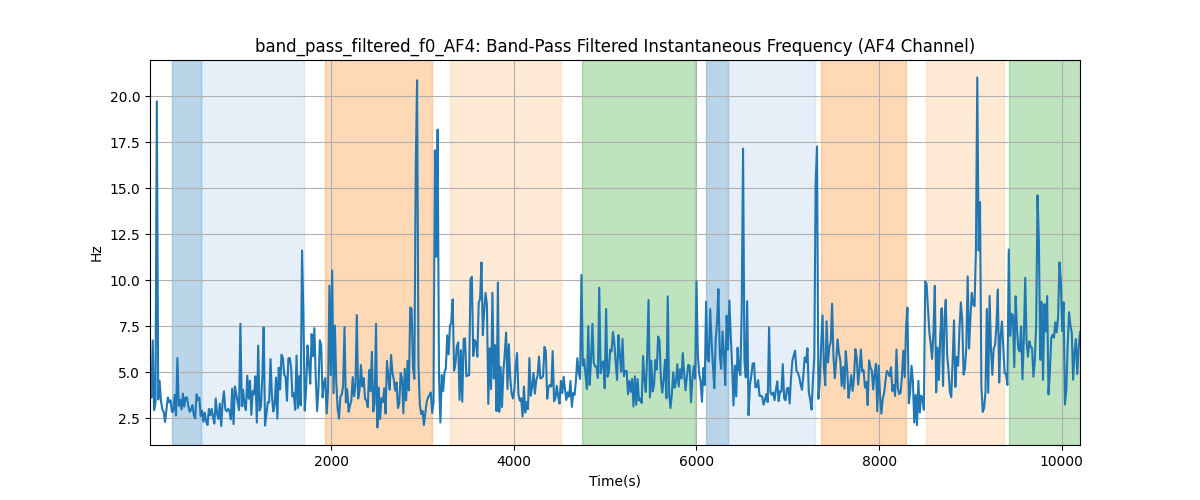 band_pass_filtered_f0_AF4: Band-Pass Filtered Instantaneous Frequency (AF4 Channel)
20.0
17.5
15.0
12.5
10.0
7.5
5.0
2.5
Hz
2000 4000 6000 8000 10000
Time(s)